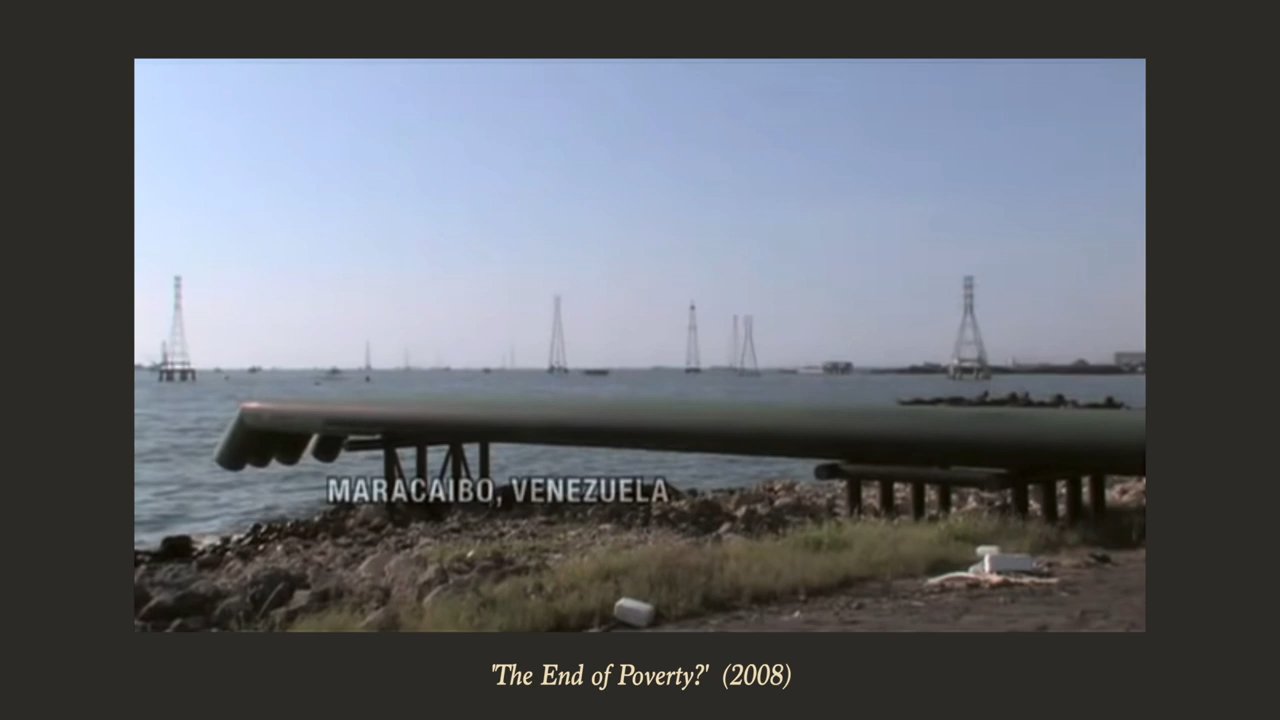 MARACAIBO, VENEZUELA
'The End of Poverty?' (2008)